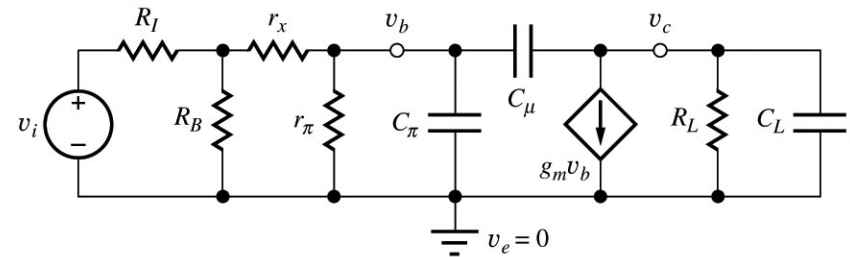 R_I
r_x
v_b
v_c
+
−
v_i
R_B
r_π
C_π
C_μ
g_m v_b
R_L
C_L
v_e = 0